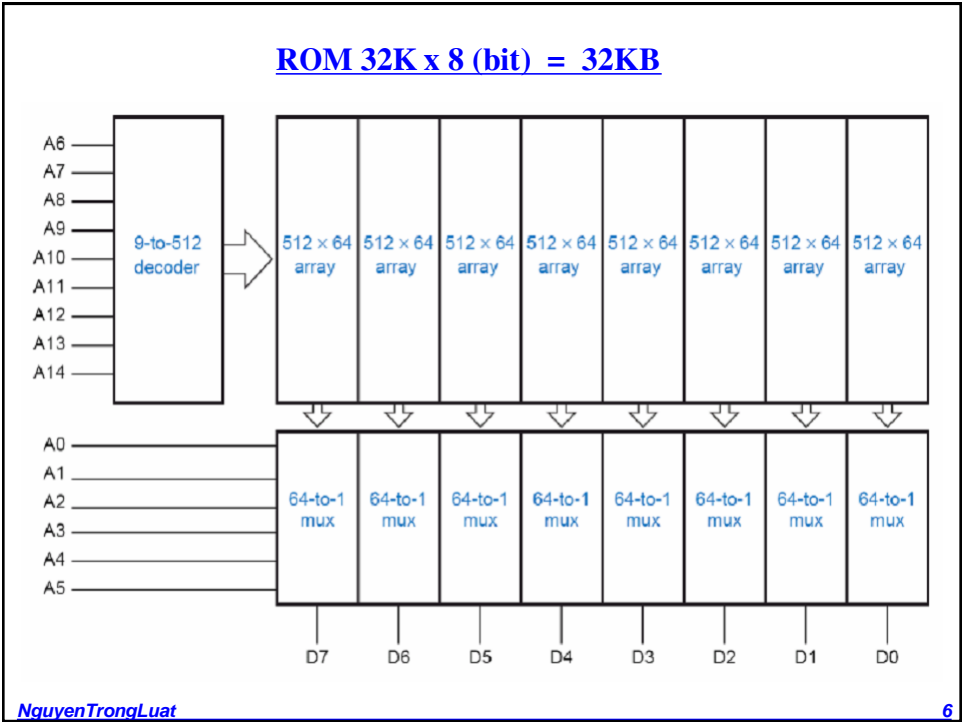 ROM 32K x 8 (bit) = 32KB
A6
A7
A8
A9
A10
A11
A12
A13
A14
9-to-512
decoder
512 × 64 512 × 64 512 × 64 512 × 64 512 × 64 512 × 64 512 × 64 512 × 64
array array array array array array array array
A0
A1
A2
A3
A4
A5
64-to-1 64-to-1 64-to-1 64-to-1 64-to-1 64-to-1 64-to-1 64-to-1
mux mux mux mux mux mux mux mux
D7 D6 D5 D4 D3 D2 D1 D0
NguyenTrongLuat 6